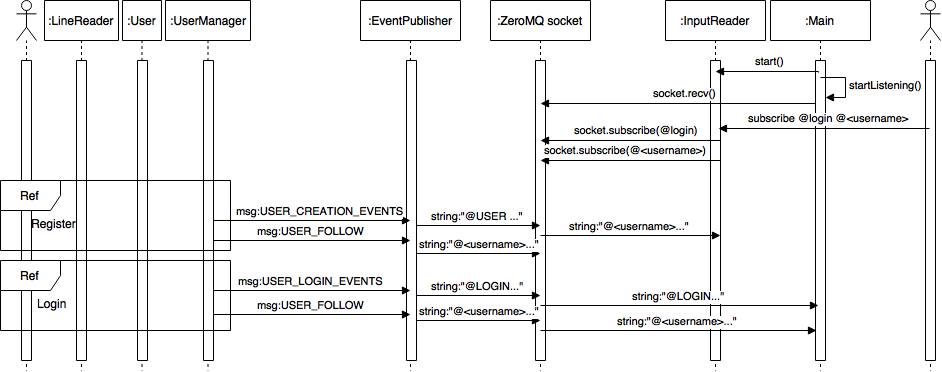 :LineReader
:User
:UserManager
:EventPublisher
:ZeroMQ socket
:InputReader
:Main
start()
startListening()
socket.recv()
subscribe @login @<username>
socket.subscribe(@login)
socket.subscribe(@<username>)
Ref
Register
msg:USER_CREATION_EVENTS
string:"@USER ..."
string:"@<username>..."
msg:USER_FOLLOW
string:"@<username>..."
Ref
Login
msg:USER_LOGIN_EVENTS
string:"@LOGIN..."
string:"@LOGIN..."
msg:USER_FOLLOW
string:"@<username>..."
string:"@<username>..."